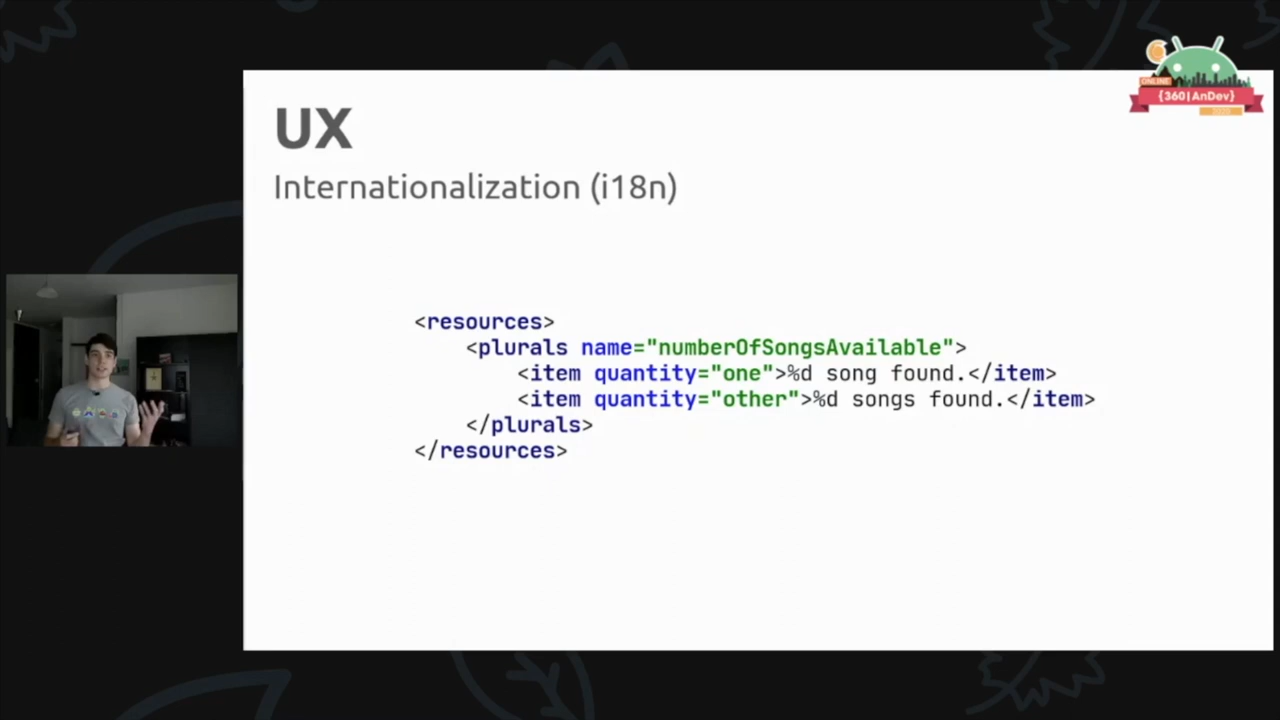 UX
Internationalization (i18n)
<resources>
    <plurals name="numberOfSongsAvailable">
        <item quantity="one">%d song found.</item>
        <item quantity="other">%d songs found.</item>
    </plurals>
</resources>
ONLINE
{360|AnDev}